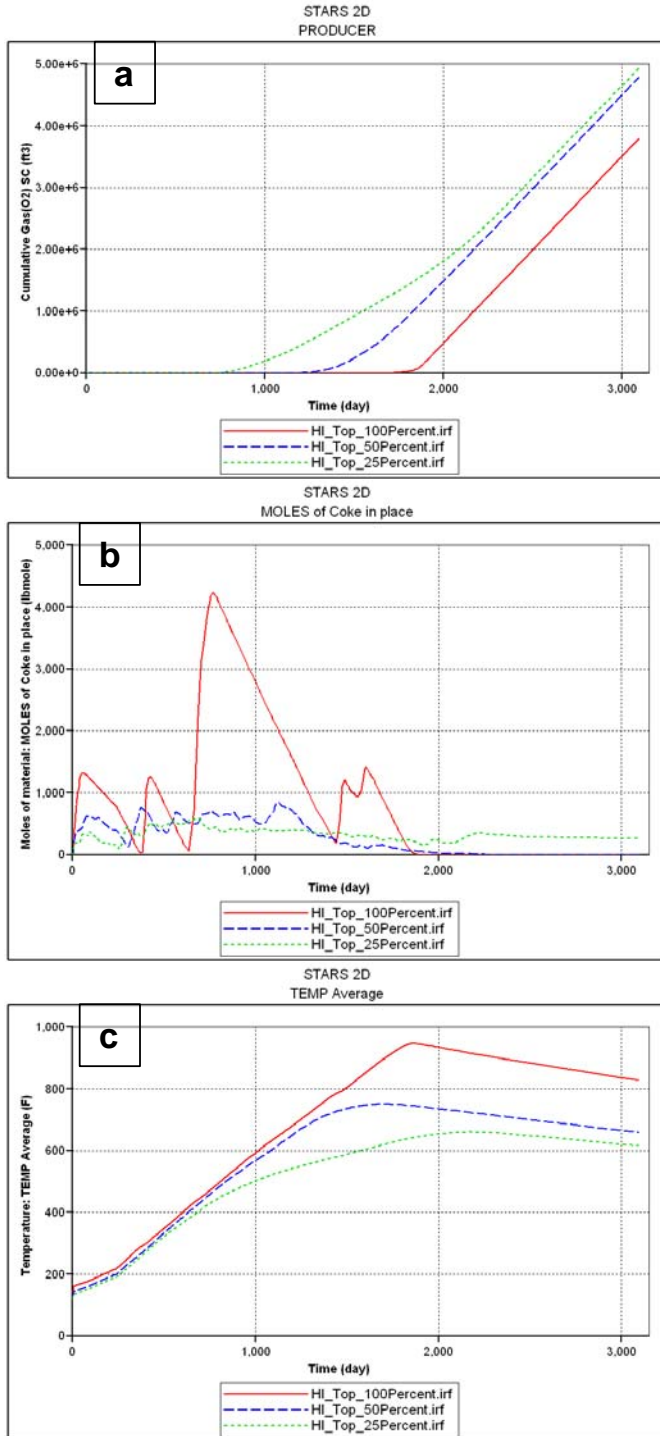 STARS 2D
PRODUCER
a
5.00e+6
4.00e+6
3.00e+6
2.00e+6
1.00e+6
0.00e+0
Cumulative Gas(O2) SC (ft3)
0 1,000 2,000 3,000
Time (day)
HI_Top_100Percent.irf
HI_Top_50Percent.irf
HI_Top_25Percent.irf
STARS 2D
MOLES of Coke in place
b
5,000
4,000
3,000
2,000
1,000
0
Moles of material: MOLES of Coke in place (lbmole)
0 1,000 2,000 3,000
Time (day)
HI_Top_100Percent.irf
HI_Top_50Percent.irf
HI_Top_25Percent.irf
STARS 2D
TEMP Average
c
1,000
800
600
400
200
0
Temperature: TEMP Average (F)
0 1,000 2,000 3,000
Time (day)
HI_Top_100Percent.irf
HI_Top_50Percent.irf
HI_Top_25Percent.irf